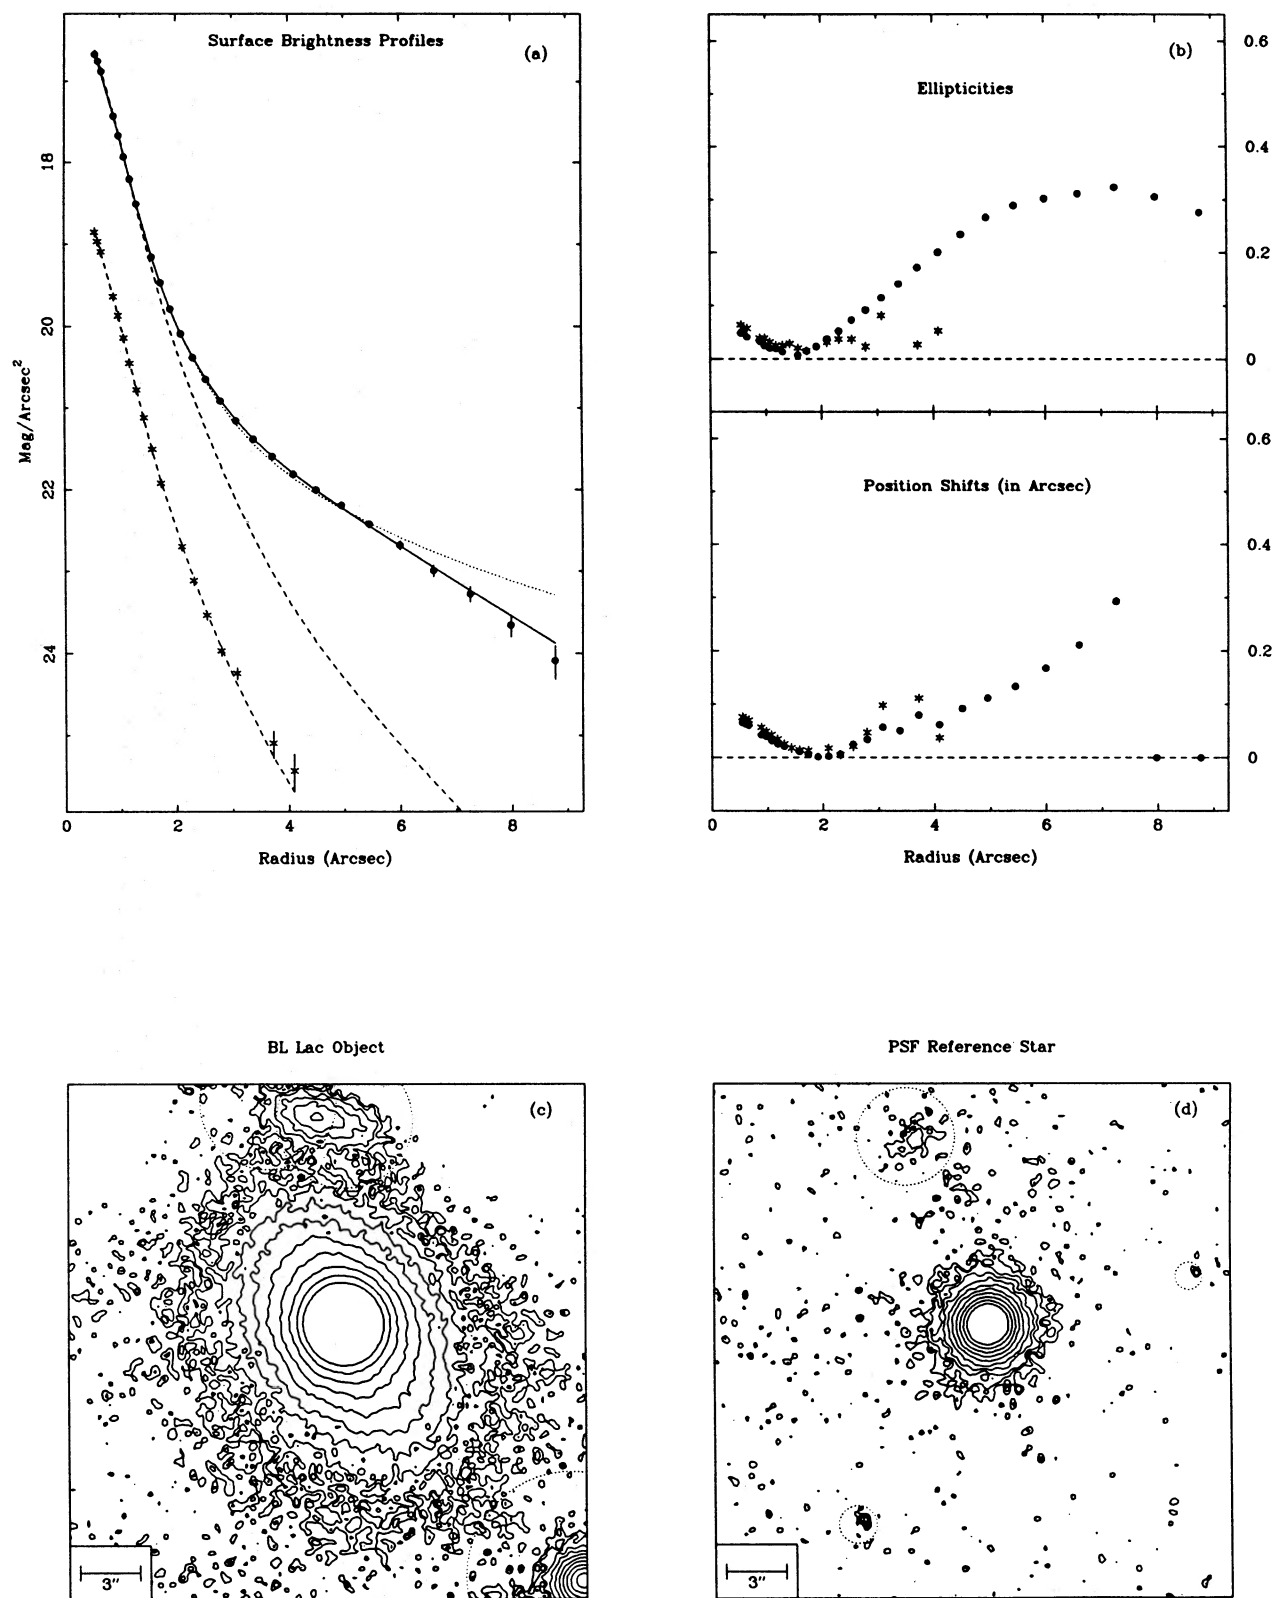 Surface Brightness Profiles
(a)
18
20
22
24
Mag/Arcsec²
0 2 4 6 8
Radius (Arcsec)
(b)
Ellipticities
0.6
0.4
0.2
0
Position Shifts (in Arcsec)
0.6
0.4
0.2
0
0 2 4 6 8
Radius (Arcsec)
BL Lac Object
(c)
3"
PSF Reference Star
(d)
3"